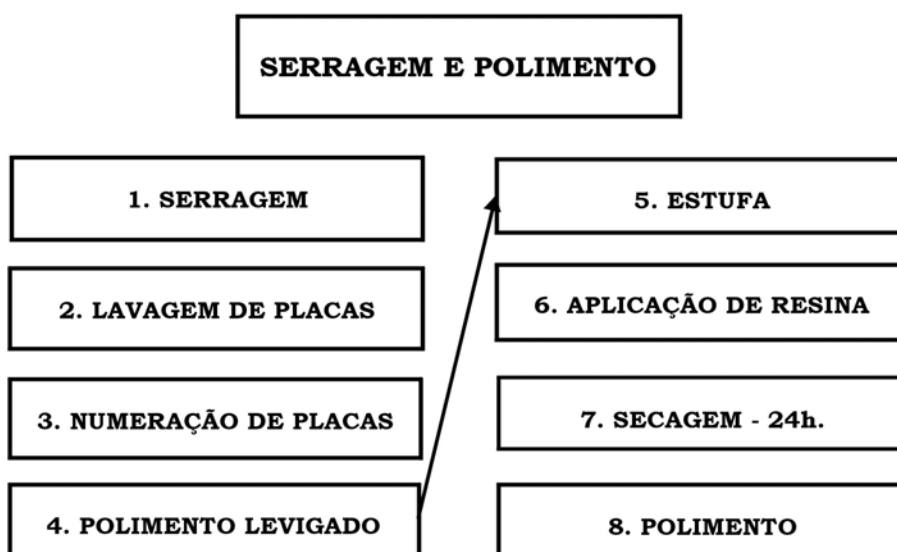 SERRAGEM E POLIMENTO
1. SERRAGEM
2. LAVAGEM DE PLACAS
3. NUMERAÇÃO DE PLACAS
4. POLIMENTO LEVIGADO
5. ESTUFA
6. APLICAÇÃO DE RESINA
7. SECAGEM - 24h.
8. POLIMENTO